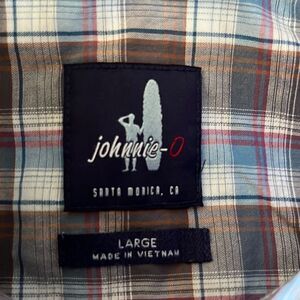 johnnie-O
SANTA MONICA, CA
LARGE
MADE IN VIETNAM